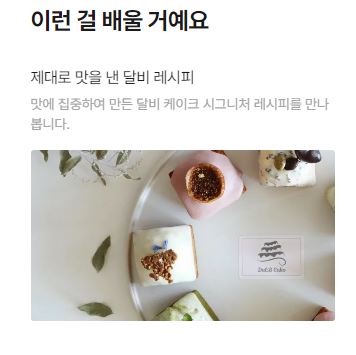 이런 걸 배울 거예요
제대로 맛을 낸 달비 레시피
맛에 집중하여 만든 달비 케이크 시그니처 레시피를 만나
봅니다.
DalB Cake